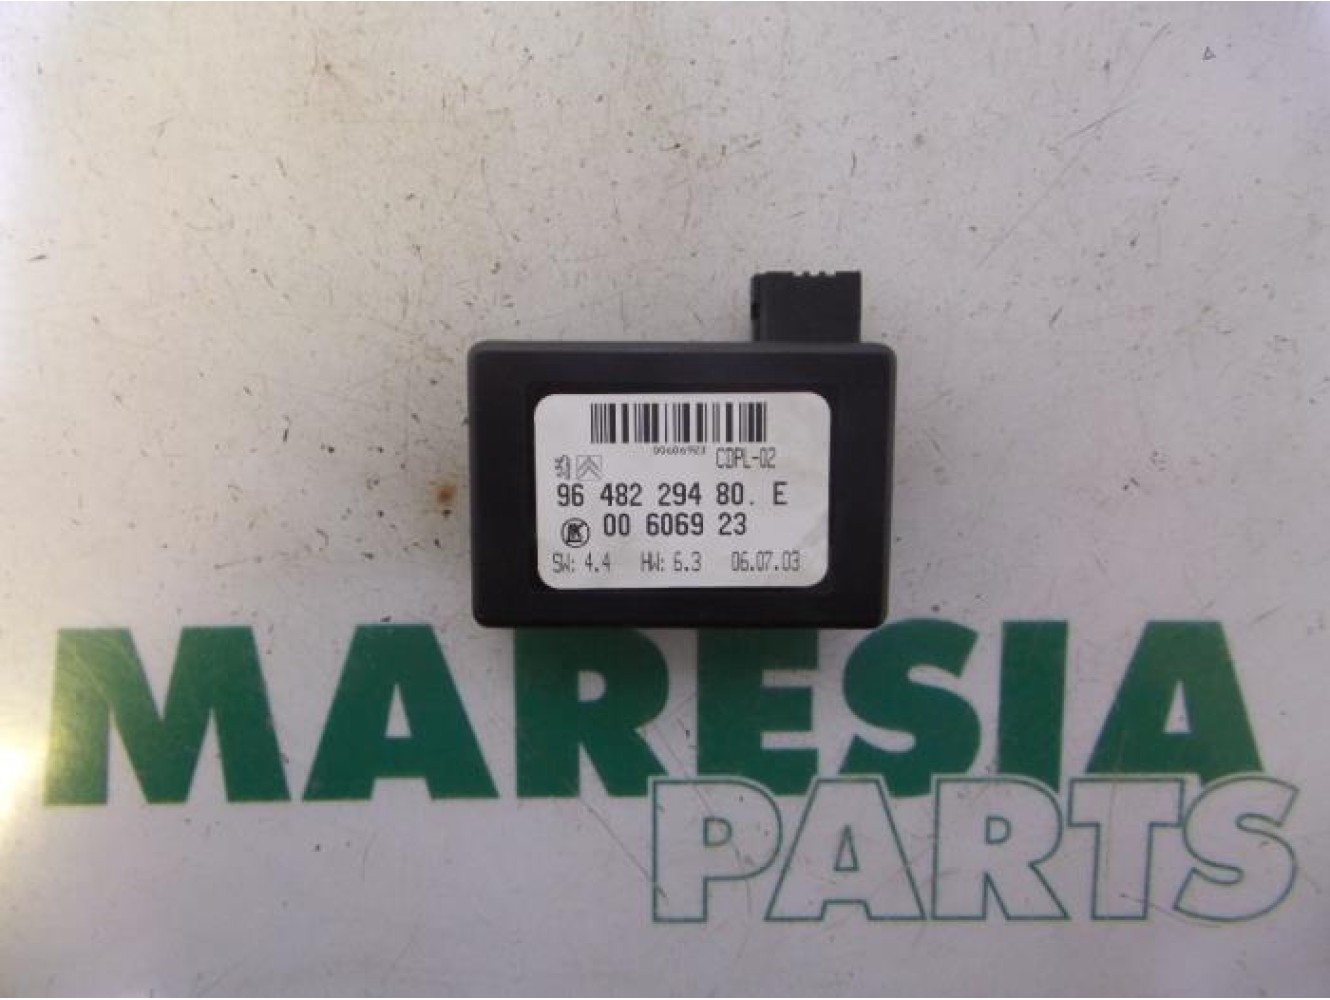 00606923
CDPL-02
96 482 294 80. E
00 6069 23
SW: 4.4 HW: 6.3 06.07.03
MARESIA
PARTS